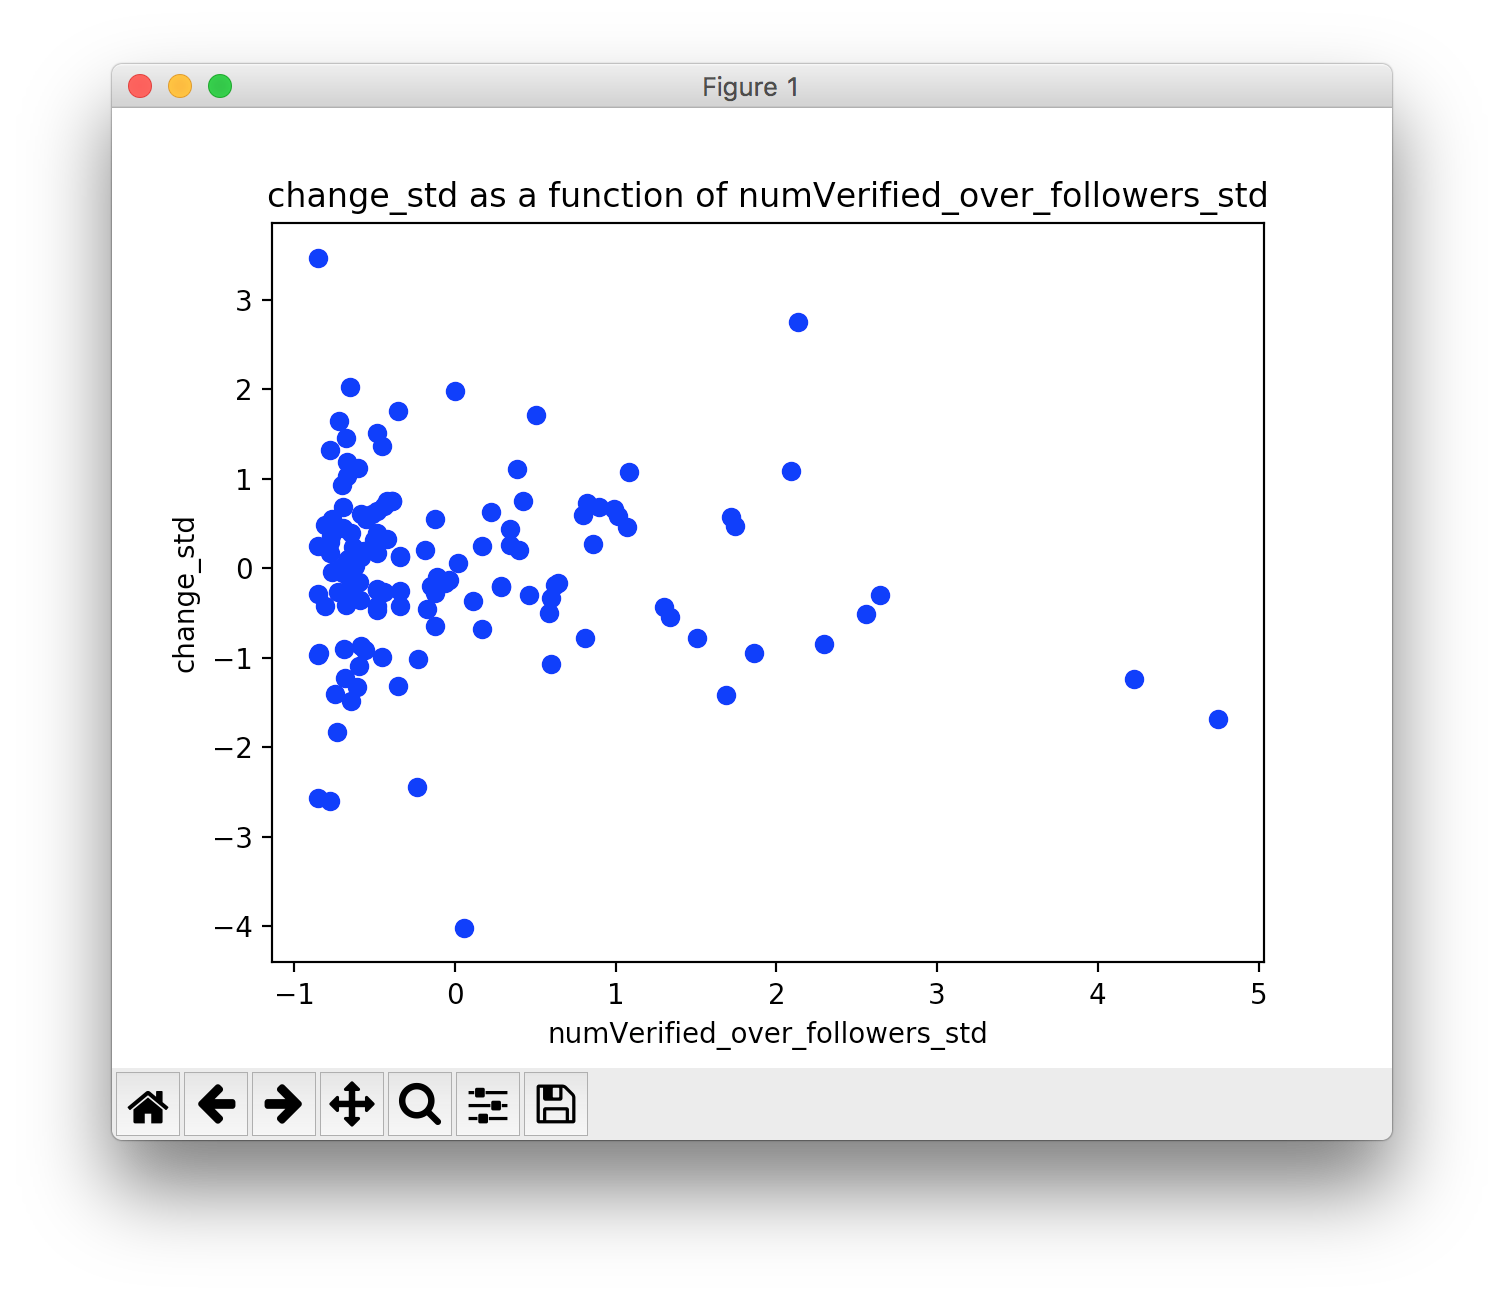 Figure 1
change_std as a function of numVerified_over_followers_std
change_std
3
2
1
0
−1
−2
−3
−4
−1 0 1 2 3 4 5
numVerified_over_followers_std